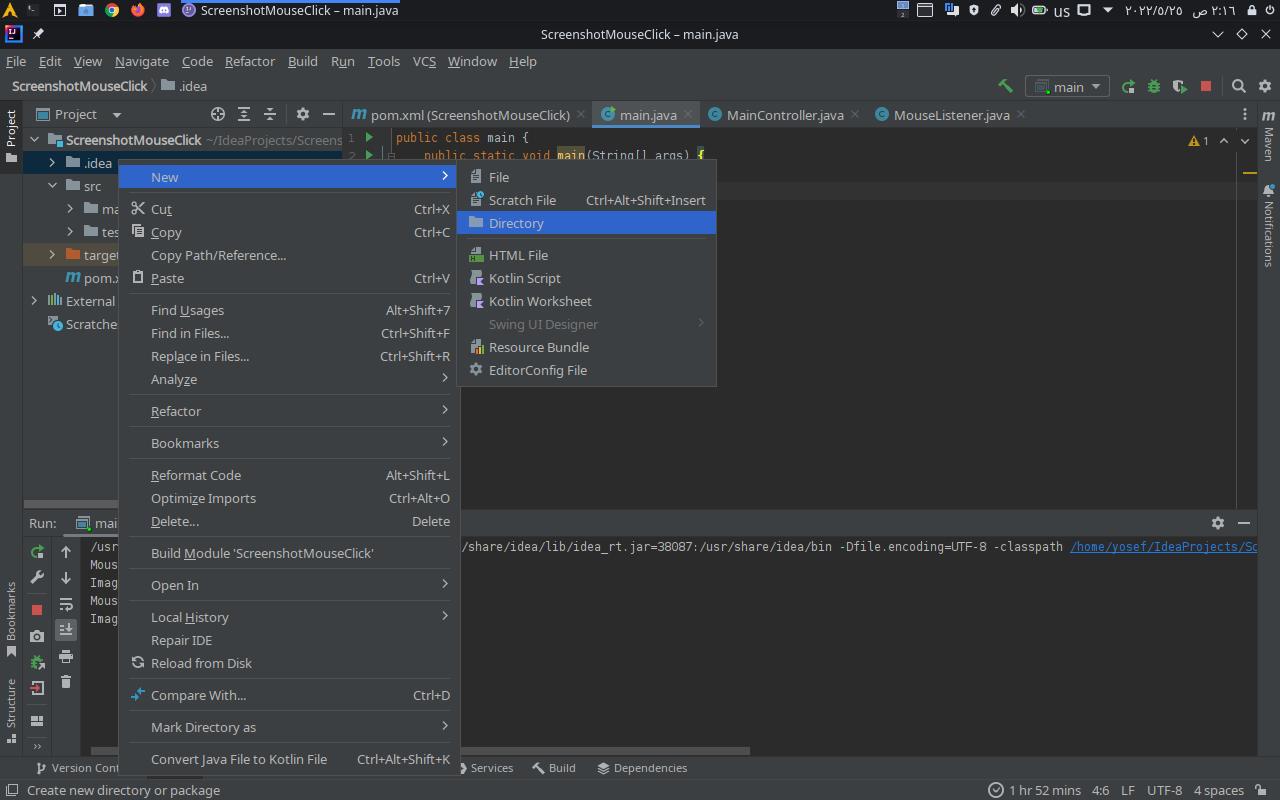 ScreenshotMouseClick – main.java
us
٢٠٢٢/٥/٢٥ ٢:١٦ ص
ScreenshotMouseClick – main.java
File Edit View Navigate Code Refactor Build Run Tools VCS Window Help
ScreenshotMouseClick .idea
main
Project
pom.xml (ScreenshotMouseClick)
main.java
MainController.java
MouseListener.java
Project
ScreenshotMouseClick ~/IdeaProjects/Screens
.idea
src
ma
tes
target
pom.x
External
Scratche
1 public class main {
2 public static void main(String[] args) {
1
Maven
Notifications
New
Cut Ctrl+X
Copy Ctrl+C
Copy Path/Reference...
Paste Ctrl+V
Find Usages Alt+Shift+7
Find in Files... Ctrl+Shift+F
Replace in Files... Ctrl+Shift+R
Analyze
Refactor
Bookmarks
Reformat Code Alt+Shift+L
Optimize Imports Ctrl+Alt+O
Delete... Delete
Build Module 'ScreenshotMouseClick'
Open In
Local History
Repair IDE
Reload from Disk
Compare With... Ctrl+D
Mark Directory as
Convert Java File to Kotlin File Ctrl+Alt+Shift+K
File
Scratch File Ctrl+Alt+Shift+Insert
Directory
HTML File
Kotlin Script
Kotlin Worksheet
Swing UI Designer
Resource Bundle
EditorConfig File
Run: mai
/usr
/share/idea/lib/idea_rt.jar=38087:/usr/share/idea/bin -Dfile.encoding=UTF-8 -classpath /home/yosef/IdeaProjects/Sc
Mous
Imag
Mous
Imag
Bookmarks
Structure
Version Cont
Services
Build
Dependencies
Create new directory or package
1 hr 52 mins 4:6 LF UTF-8 4 spaces